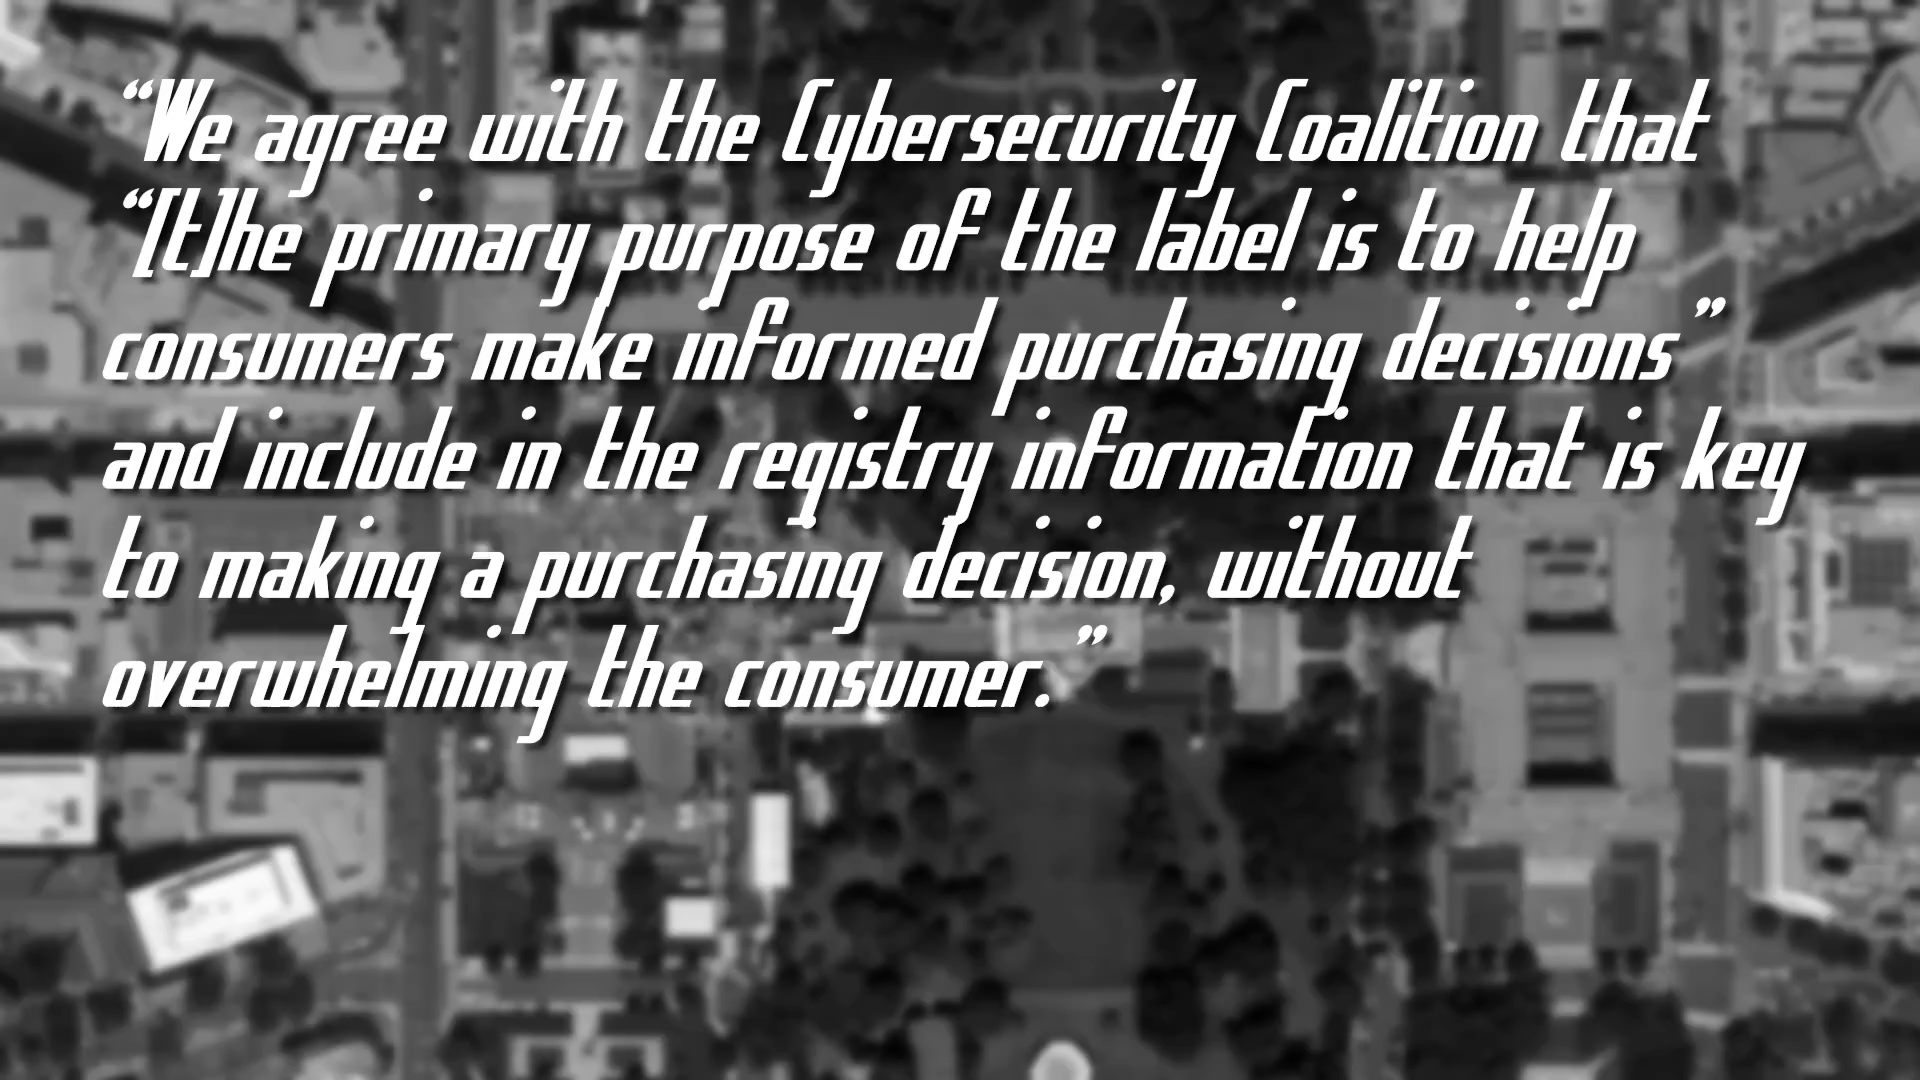 “We agree with the Cybersecurity Coalition that
“[t]he primary purpose of the label is to help
consumers make informed purchasing decisions”
and include in the registry information that is key
to making a purchasing decision, without
overwhelming the consumer.”